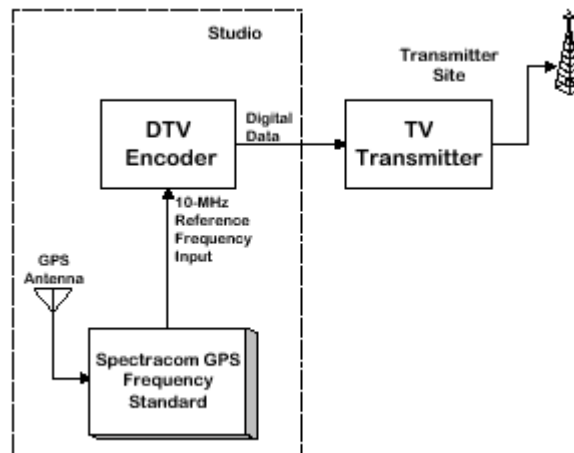 Studio
Transmitter
Site
DTV
Encoder
Digital
Data
TV
Transmitter
10-MHz
Reference
Frequency
Input
GPS
Antenna
Spectracom GPS
Frequency
Standard